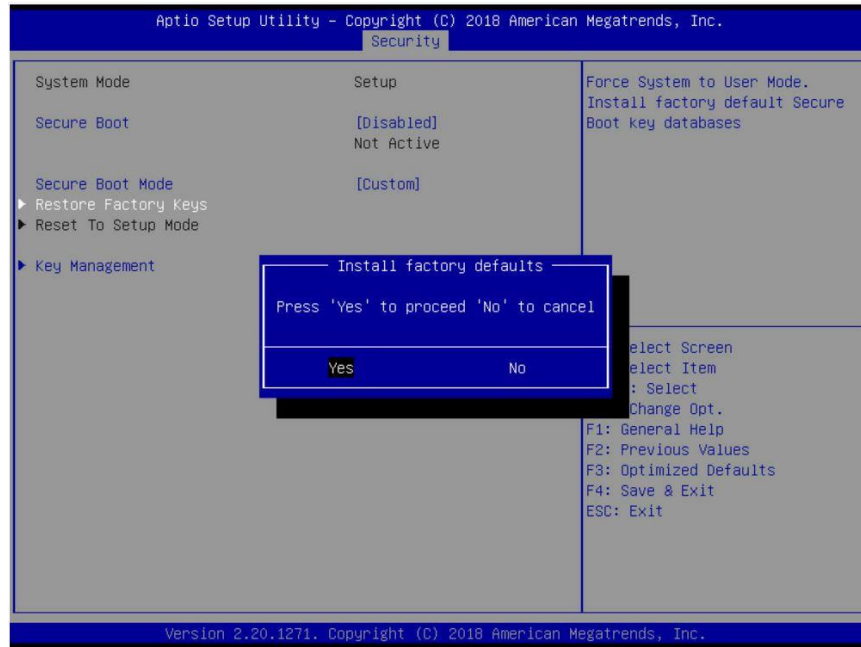 Aptio Setup Utility – Copyright (C) 2018 American Megatrends, Inc.
Security
System Mode Setup
Secure Boot [Disabled]
Not Active
Secure Boot Mode [Custom]
Restore Factory Keys
Reset To Setup Mode
Key Management
Force System to User Mode.
Install factory default Secure
Boot key databases
Install factory defaults
Press 'Yes' to proceed 'No' to cancel
Yes No
elect Screen
elect Item
: Select
Change Opt.
F1: General Help
F2: Previous Values
F3: Optimized Defaults
F4: Save & Exit
ESC: Exit
Version 2.20.1271. Copyright (C) 2018 American Megatrends, Inc.